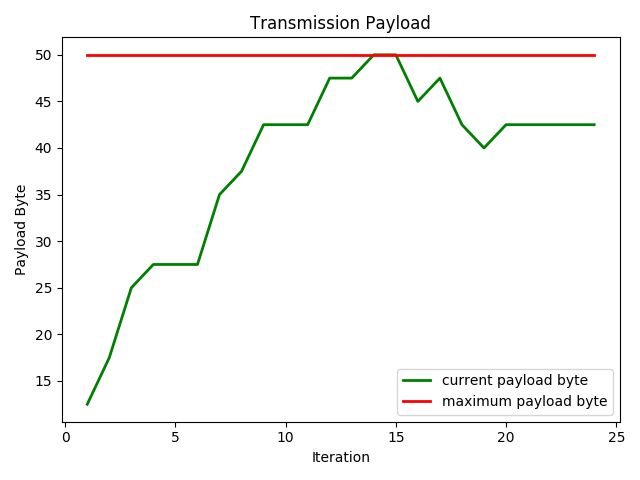 Transmission Payload
50
45
40
35
30
25
20
15
Payload Byte
current payload byte
maximum payload byte
0 5 10 15 20 25
Iteration